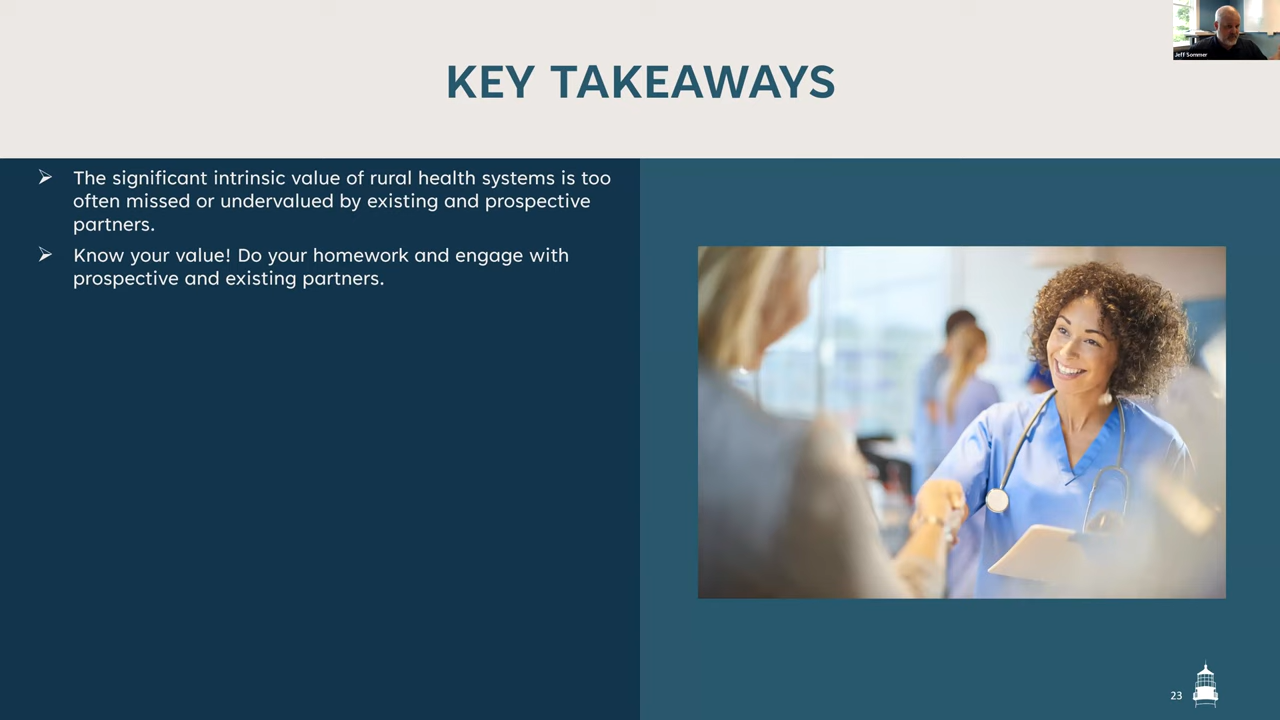 Jeff Sommer
KEY TAKEAWAYS
➢ The significant intrinsic value of rural health systems is too
often missed or undervalued by existing and prospective
partners.
➢ Know your value! Do your homework and engage with
prospective and existing partners.
23